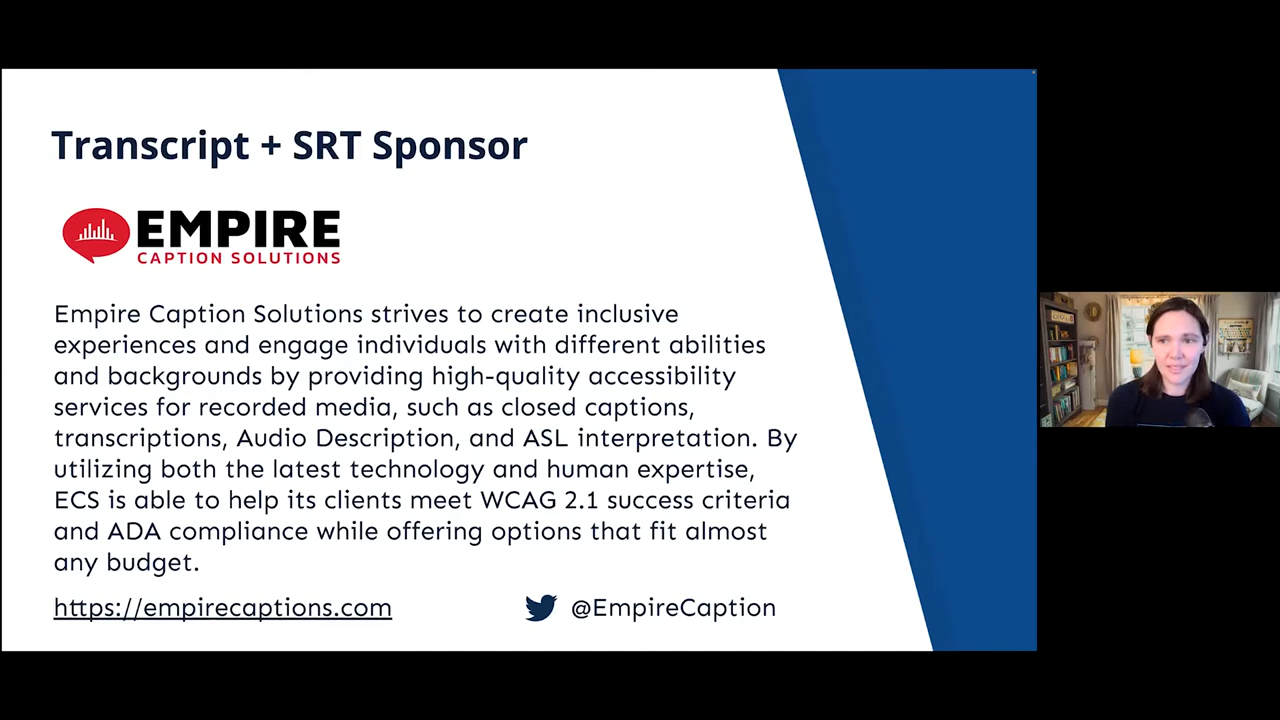 Transcript + SRT Sponsor
EMPIRE
CAPTION SOLUTIONS
Empire Caption Solutions strives to create inclusive
experiences and engage individuals with different abilities
and backgrounds by providing high-quality accessibility
services for recorded media, such as closed captions,
transcriptions, Audio Description, and ASL interpretation. By
utilizing both the latest technology and human expertise,
ECS is able to help its clients meet WCAG 2.1 success criteria
and ADA compliance while offering options that fit almost
any budget.
https://empirecaptions.com
@EmpireCaption